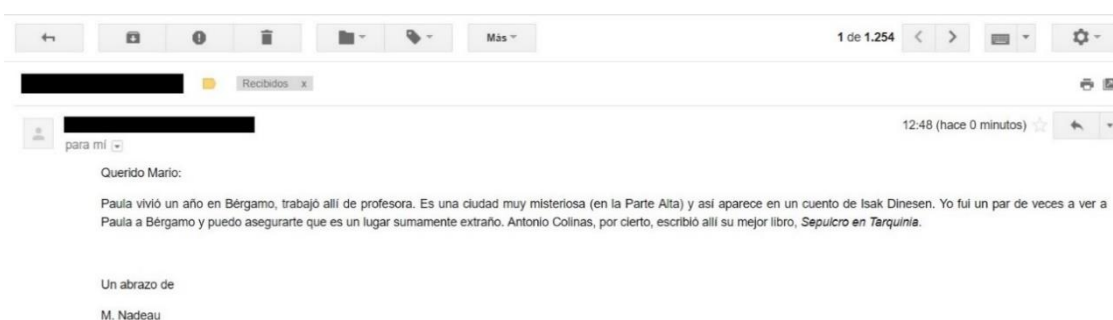 Más
1 de 1.254
Recibidos x
12:48 (hace 0 minutos)
para mí
Querido Mario:
Paula vivió un año en Bérgamo, trabajó allí de profesora. Es una ciudad muy misteriosa (en la Parte Alta) y así aparece en un cuento de Isak Dinesen. Yo fui un par de veces a ver a
Paula a Bérgamo y puedo asegurarte que es un lugar sumamente extraño. Antonio Colinas, por cierto, escribió allí su mejor libro, Sepulcro en Tarquinia.
Un abrazo de
M. Nadeau